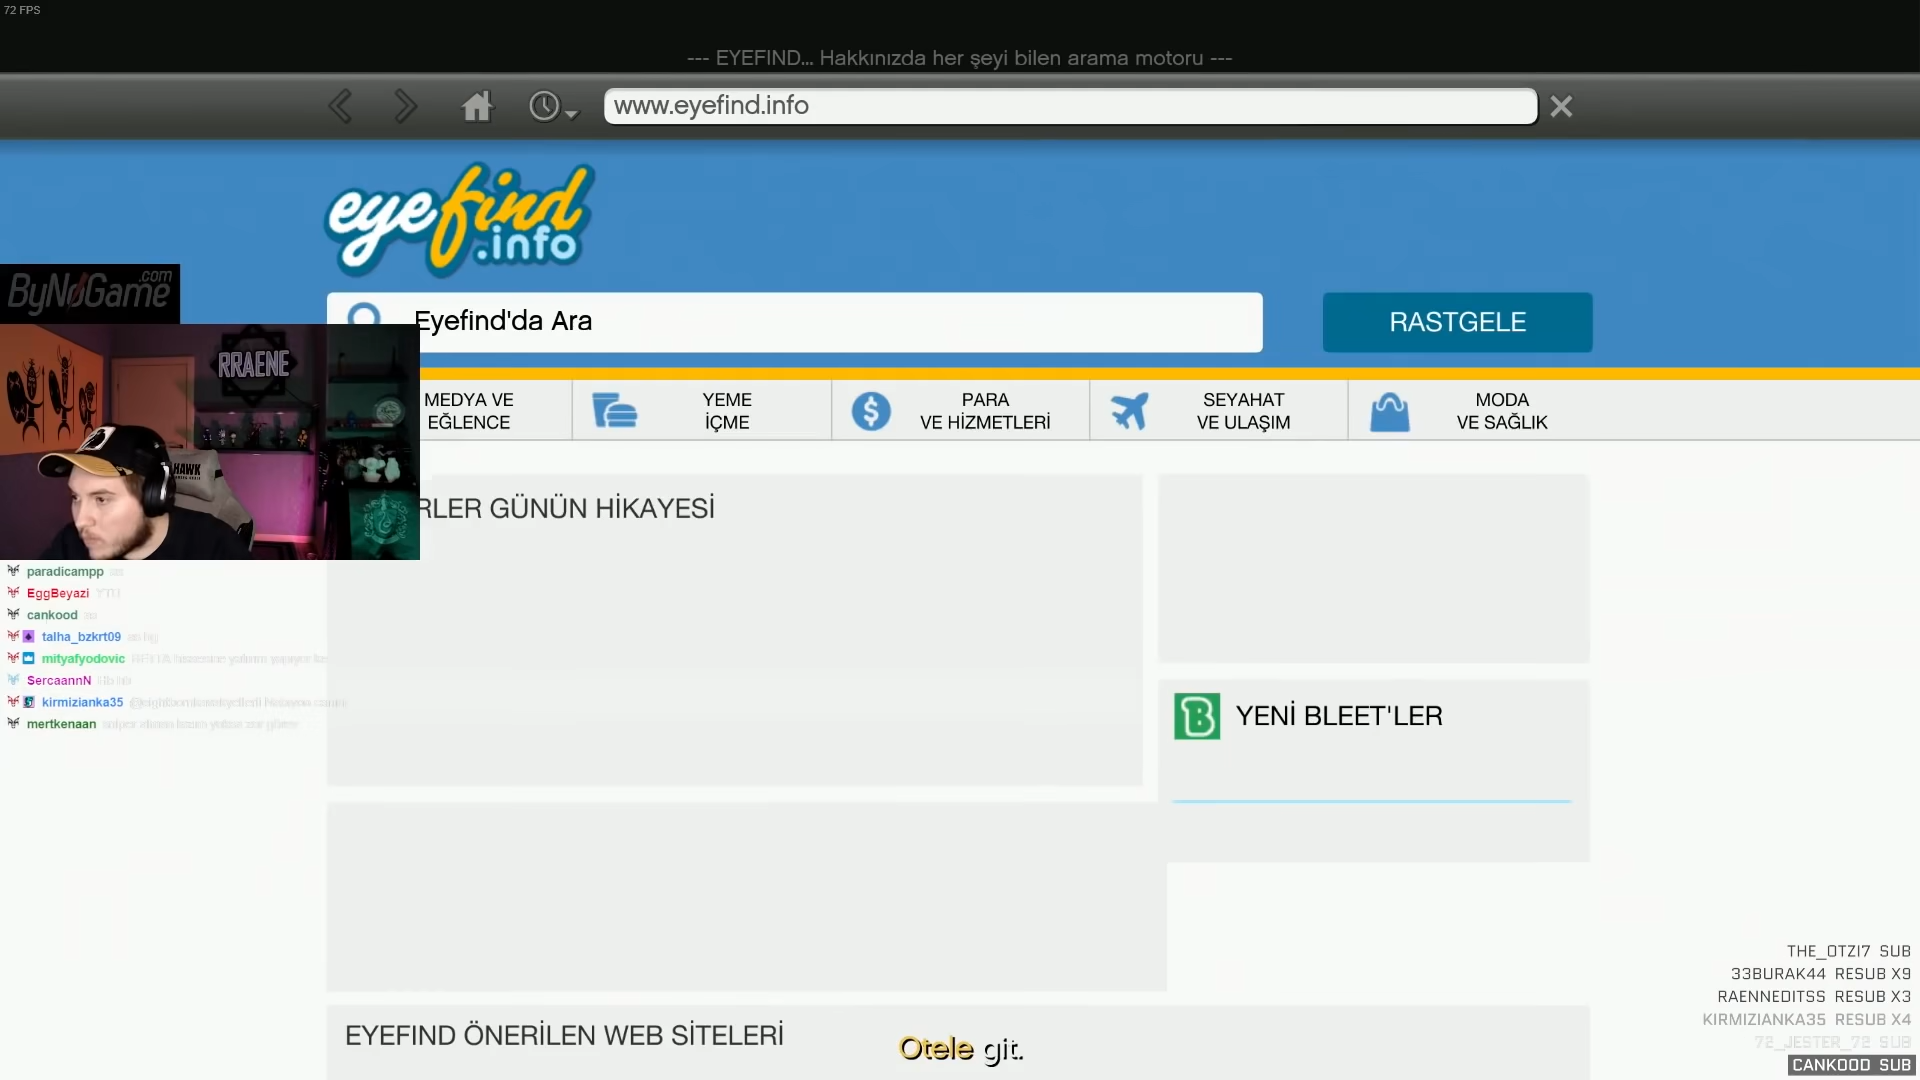 72 FPS
--- EYEFIND... Hakkınızda her şeyi bilen arama motoru ---
www.eyefind.info
eyefind
.info
ByNoGame
.com
Eyefind'da Ara
RASTGELE
RRAENE
HAWK
MEDYA VE
EĞLENCE
YEME
İÇME
PARA
VE HİZMETLERİ
SEYAHAT
VE ULAŞIM
MODA
VE SAĞLIK
RLER GÜNÜN HİKAYESİ
paradicampp
EggBeyazi
cankood
talha_bzkrt09
mityafyodovic
SercaannN
kirmizianka35
mertkenaan
B YENİ BLEET'LER
EYEFIND ÖNERİLEN WEB SİTELERİ
Otele git.
THE_OTZI7 SUB
33BURAK44 RESUB X9
RAENNEDITSS RESUB X3
KIRMIZIANKA35 RESUB X4
72_JESTER_72 SUB
CANKOOD SUB